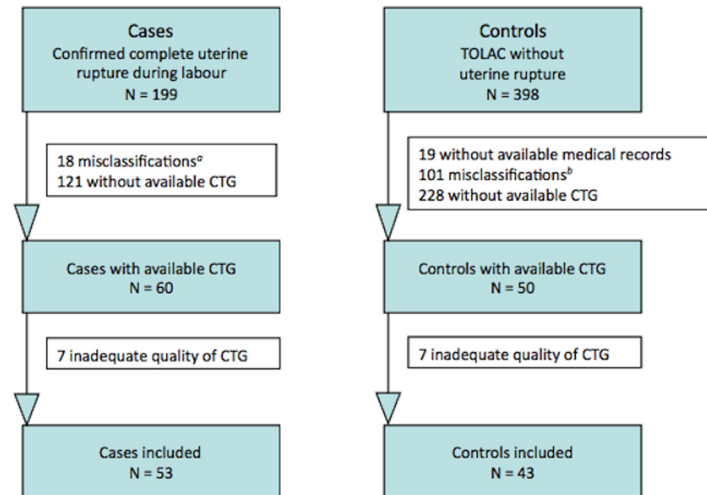 Cases
Confirmed complete uterine
rupture during labour
N = 199
18 misclassificationsᵃ
121 without available CTG
Cases with available CTG
N = 60
7 inadequate quality of CTG
Cases included
N = 53
Controls
TOLAC without
uterine rupture
N = 398
19 without available medical records
101 misclassificationsᵇ
228 without available CTG
Controls with available CTG
N = 50
7 inadequate quality of CTG
Controls included
N = 43